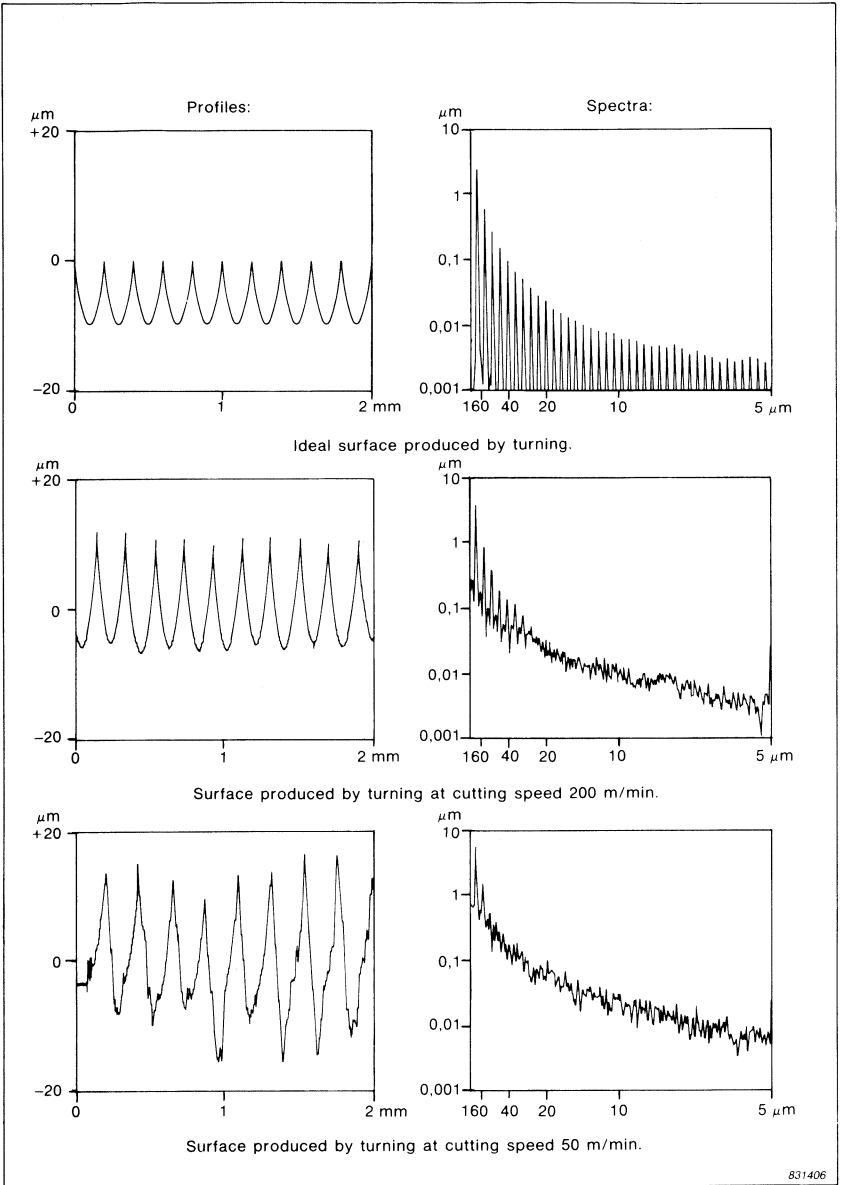 Profiles:
Spectra:
μm
+20
0
−20
0 1 2 mm
μm
10
1
0,1
0,01
0,001
160 40 20 10 5 μm
Ideal surface produced by turning.
μm
+20
0
−20
0 1 2 mm
μm
10
1
0,1
0,01
0,001
160 40 20 10 5 μm
Surface produced by turning at cutting speed 200 m/min.
μm
+20
0
−20
0 1 2 mm
μm
10
1
0,1
0,01
0,001
160 40 20 10 5 μm
Surface produced by turning at cutting speed 50 m/min.
831406